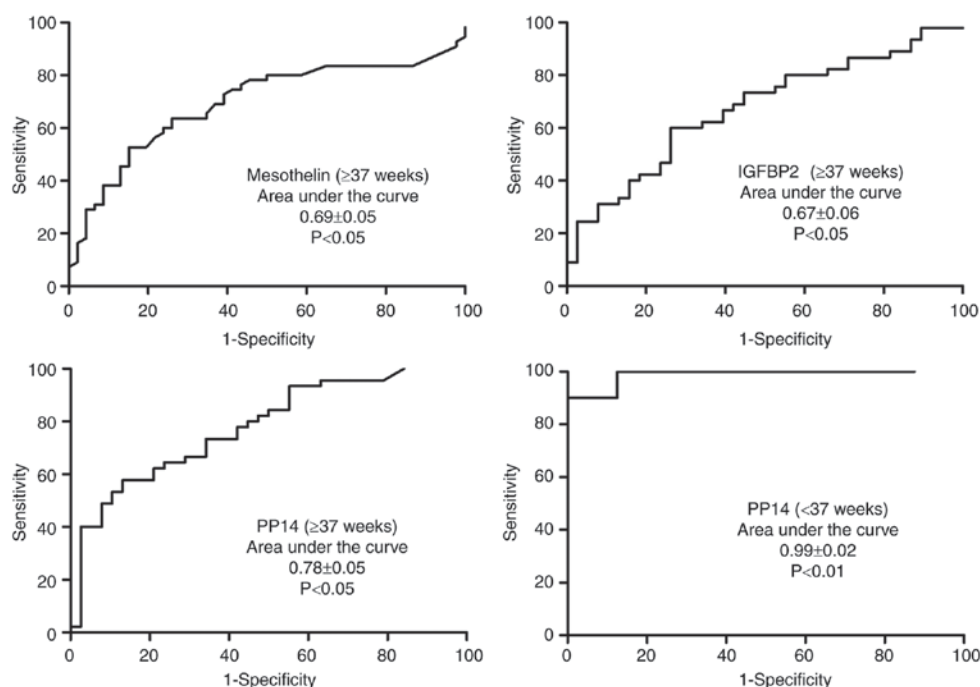 100
80
60
40
20
0
Sensitivity
Mesothelin (≥37 weeks)
Area under the curve
0.69±0.05
P<0.05
0 20 40 60 80 100
1-Specificity
100
80
60
40
20
0
Sensitivity
IGFBP2 (≥37 weeks)
Area under the curve
0.67±0.06
P<0.05
0 20 40 60 80 100
1-Specificity
100
80
60
40
20
0
Sensitivity
PP14 (≥37 weeks)
Area under the curve
0.78±0.05
P<0.05
0 20 40 60 80 100
1-Specificity
100
80
60
40
20
0
Sensitivity
PP14 (<37 weeks)
Area under the curve
0.99±0.02
P<0.01
0 20 40 60 80 100
1-Specificity